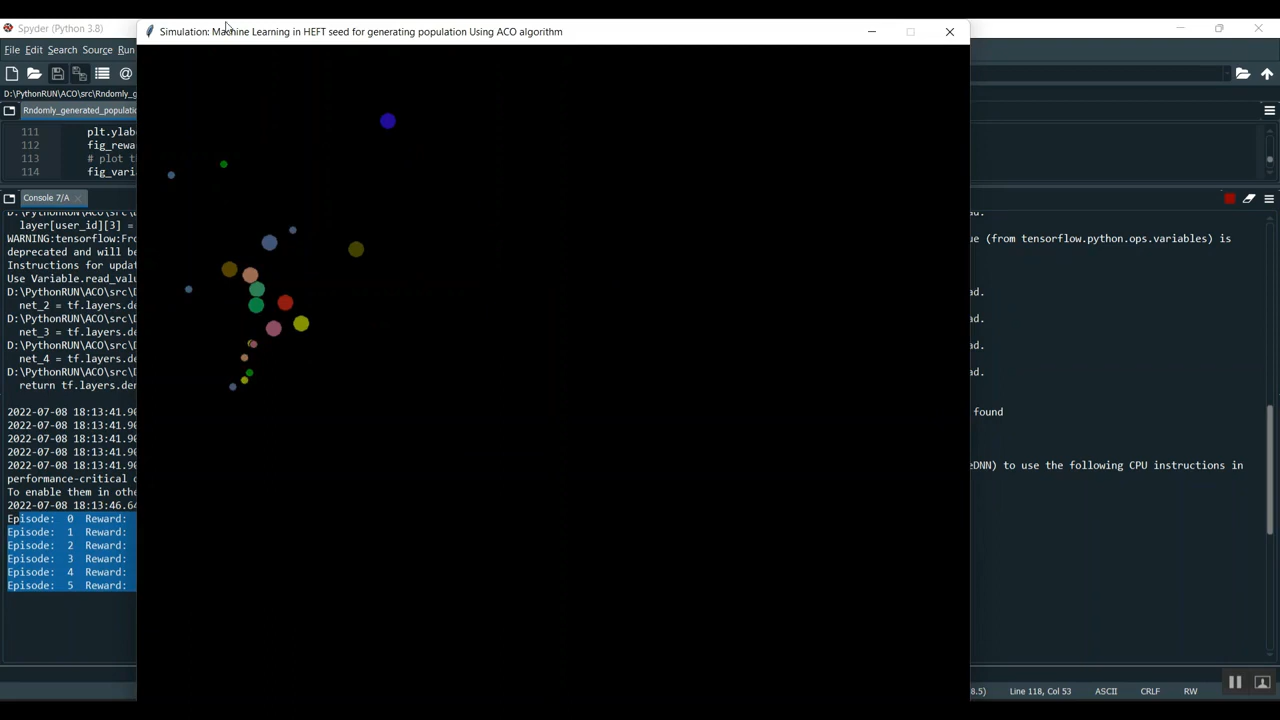 Spyder (Python 3.8)
Simulation: Machine Learning in HEFT seed for generating population Using ACO algorithm
File Edit Search Source Run
D:\PythonRUN\ACO\src\Rndomly_g
Rndomly_generated_populatio
111 plt.ylabe
112 fig_rewa
113 # plot th
114 fig_varia
Console 7/A
D:\PythonRUN\ACO\src\D ad.
layer[user_id][3] =
WARNING:tensorflow:Fro ue (from tensorflow.python.ops.variables) is
deprecated and will be
Instructions for updat
Use Variable.read_valu
D:\PythonRUN\ACO\src\D ad.
net_2 = tf.layers.de
D:\PythonRUN\ACO\src\D ad.
net_3 = tf.layers.de
D:\PythonRUN\ACO\src\D ad.
net_4 = tf.layers.de
D:\PythonRUN\ACO\src\D ad.
return tf.layers.der
2022-07-08 18:13:41.90 found
2022-07-08 18:13:41.90
2022-07-08 18:13:41.90
2022-07-08 18:13:41.90
2022-07-08 18:13:41.90 eDNN) to use the following CPU instructions in
performance-critical o
To enable them in othe
2022-07-08 18:13:46.64
Episode: 0 Reward:
Episode: 1 Reward:
Episode: 2 Reward:
Episode: 3 Reward:
Episode: 4 Reward:
Episode: 5 Reward:
8.5) Line 118, Col 53 ASCII CRLF RW